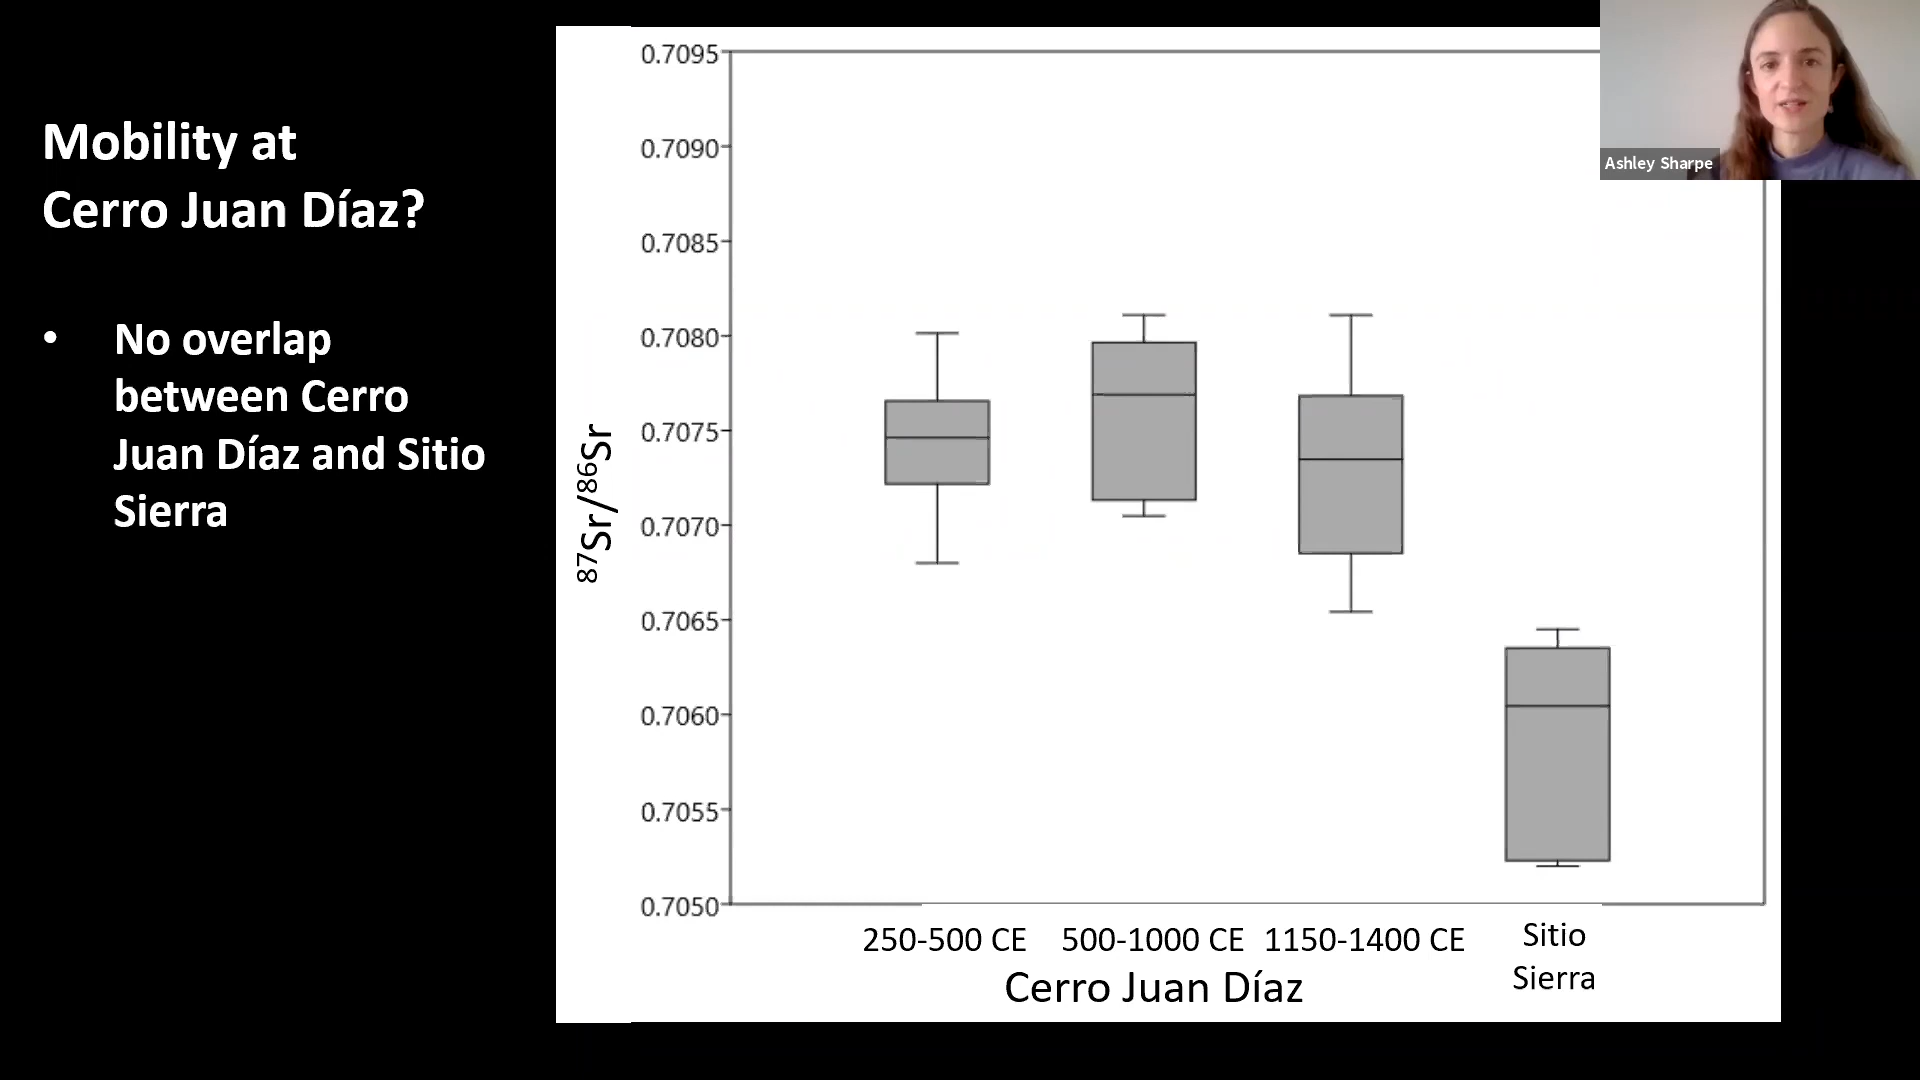 Mobility at
Cerro Juan Díaz?
• No overlap
between Cerro
Juan Díaz and Sitio
Sierra
0.7095
0.7090
0.7085
0.7080
0.7075
0.7070
0.7065
0.7060
0.7055
0.7050
⁸⁷Sr/⁸⁶Sr
250-500 CE 500-1000 CE 1150-1400 CE
Cerro Juan Díaz
Sitio
Sierra
Ashley Sharpe